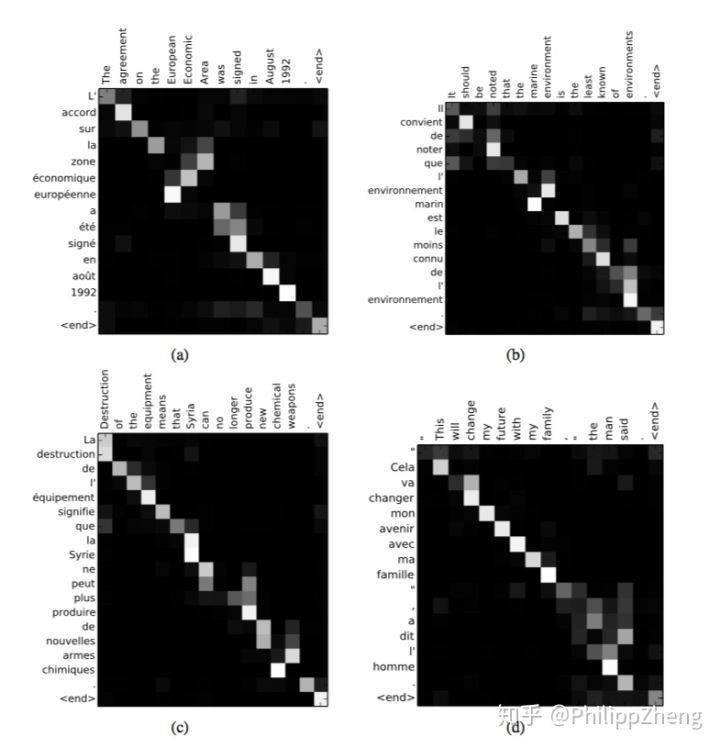 The agreement on the European Economic Area was signed in August 1992 . <end>
L'
accord
sur
la
zone
économique
européenne
a
été
signé
en
août
1992
.
<end>
(a)
It should be noted that the marine environment is the least known of environments . <end>
Il
convient
de
noter
que
l'
environnement
marin
est
le
moins
connu
de
l'
environnement
.
<end>
(b)
Destruction of the equipment means that Syria can no longer produce new chemical weapons . <end>
La
destruction
de
l'
équipement
signifie
que
la
Syrie
ne
peut
plus
produire
de
nouvelles
armes
chimiques
.
<end>
(c)
" This will change my future with my family , " the man said . <end>
"
Cela
va
changer
mon
avenir
avec
ma
famille
"
,
a
dit
l'
homme
.
<end>
(d)
知乎 @PhilippZheng